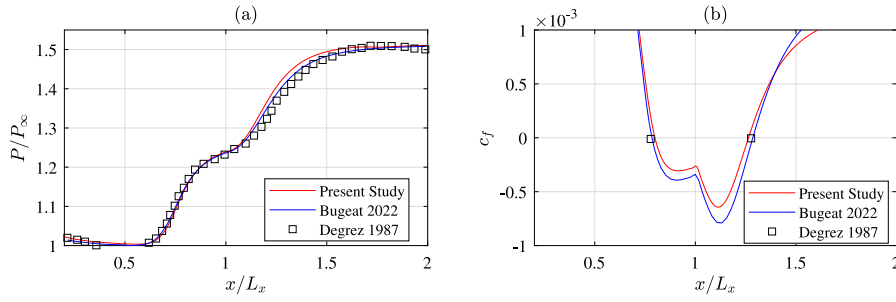 (a)
1.5
1.4
1.3
1.2
1.1
1
P/P∞
0.5
1
1.5
2
x/Lx
Present Study
Bugeat 2022
Degrez 1987
(b)
×10⁻³
1
0.5
0
-0.5
-1
cf
0.5
1
1.5
2
x/Lx
Present Study
Bugeat 2022
Degrez 1987